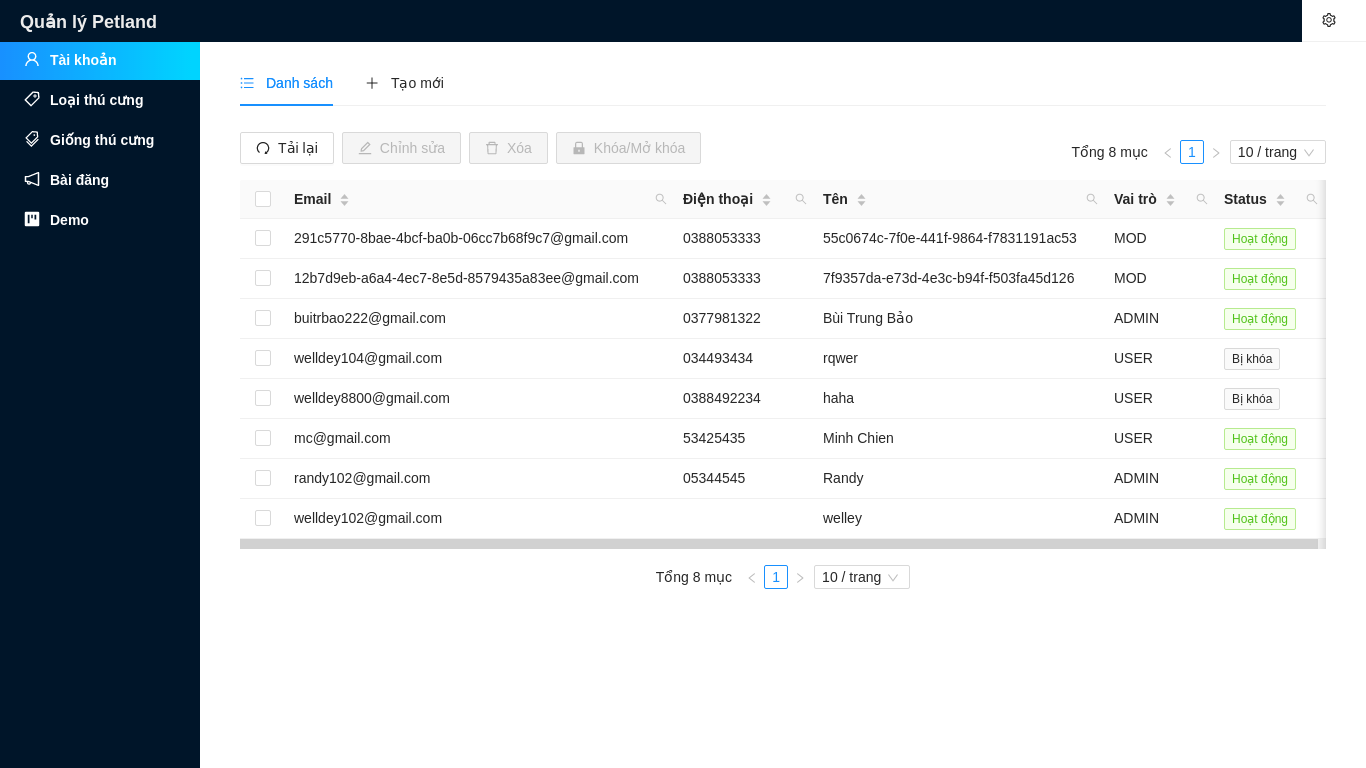 Quản lý Petland
Tài khoản
Loại thú cưng
Giống thú cưng
Bài đăng
Demo
Danh sách Tạo mới
Tải lại Chỉnh sửa Xóa Khóa/Mở khóa
Tổng 8 mục 1 10 / trang
Email Điện thoại Tên Vai trò Status
291c5770-8bae-4bcf-ba0b-06cc7b68f9c7@gmail.com 0388053333 55c0674c-7f0e-441f-9864-f7831191ac53 MOD Hoạt động
12b7d9eb-a6a4-4ec7-8e5d-8579435a83ee@gmail.com 0388053333 7f9357da-e73d-4e3c-b94f-f503fa45d126 MOD Hoạt động
buitrbao222@gmail.com 0377981322 Bùi Trung Bảo ADMIN Hoạt động
welldey104@gmail.com 034493434 rqwer USER Bị khóa
welldey8800@gmail.com 0388492234 haha USER Bị khóa
mc@gmail.com 53425435 Minh Chien USER Hoạt động
randy102@gmail.com 05344545 Randy ADMIN Hoạt động
welldey102@gmail.com welley ADMIN Hoạt động
Tổng 8 mục 1 10 / trang